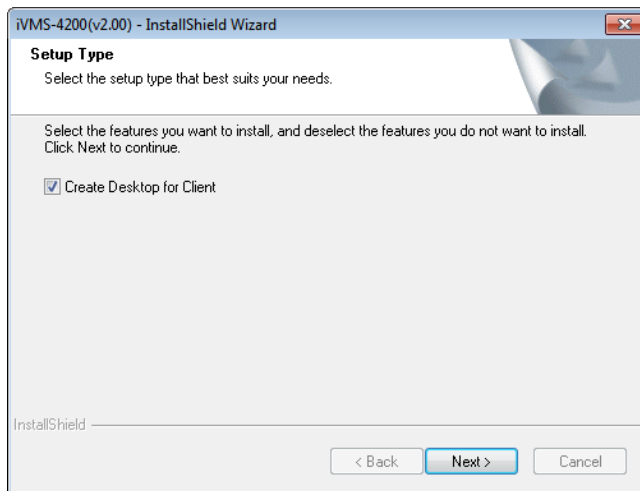 iVMS-4200(v2.00) - InstallShield Wizard
Setup Type
Select the setup type that best suits your needs.
Select the features you want to install, and deselect the features you do not want to install.
Click Next to continue.
Create Desktop for Client
InstallShield
< Back Next > Cancel